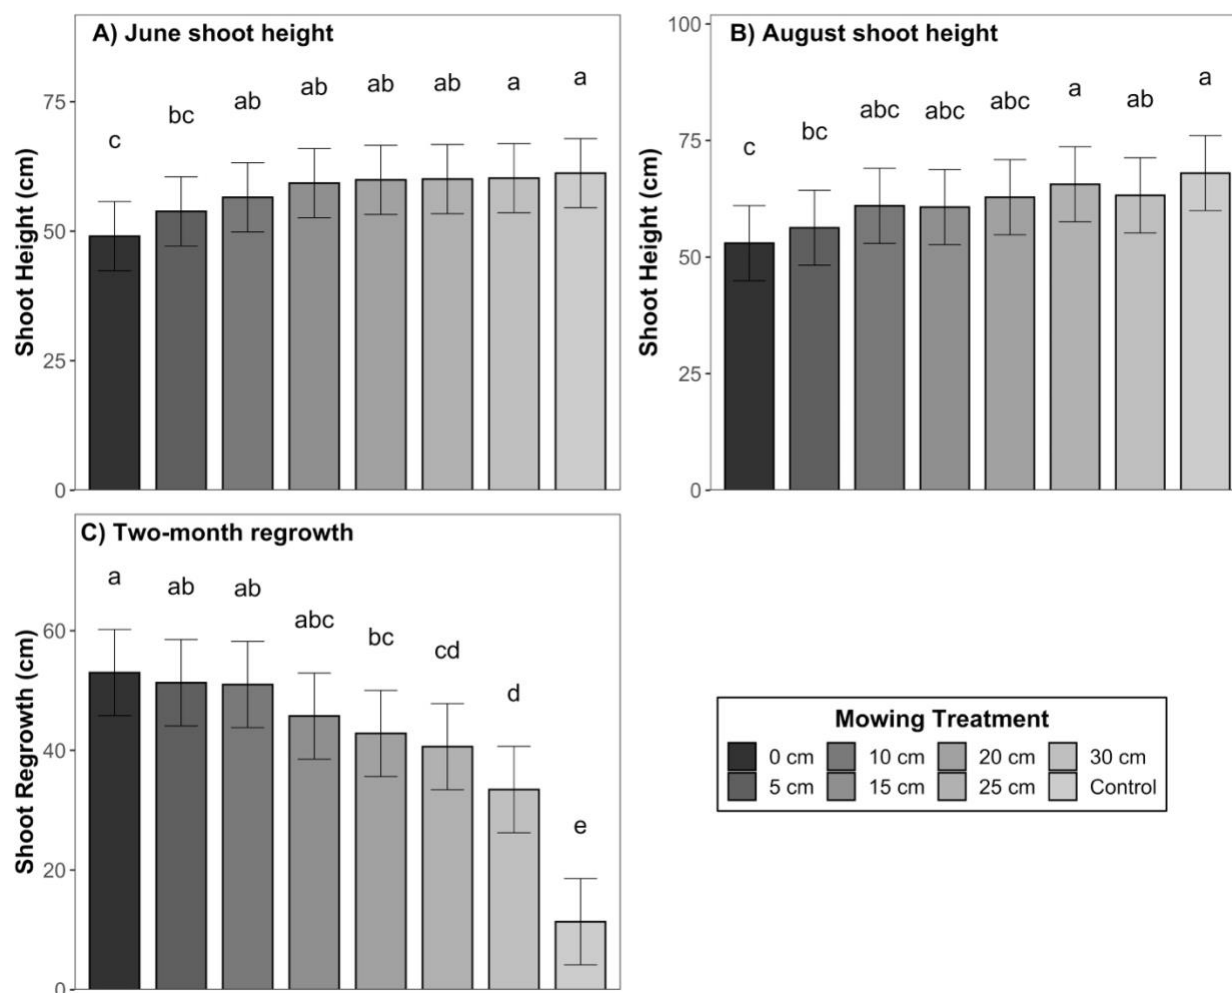 A) June shoot height
Shoot Height (cm)
75
50
25
0
c bc ab ab ab ab a a
B) August shoot height
Shoot Height (cm)
100
75
50
25
0
c bc abc abc abc a ab a
C) Two-month regrowth
Shoot Regrowth (cm)
60
40
20
0
a ab ab abc bc cd d e
Mowing Treatment
0 cm 10 cm 20 cm 30 cm
5 cm 15 cm 25 cm Control